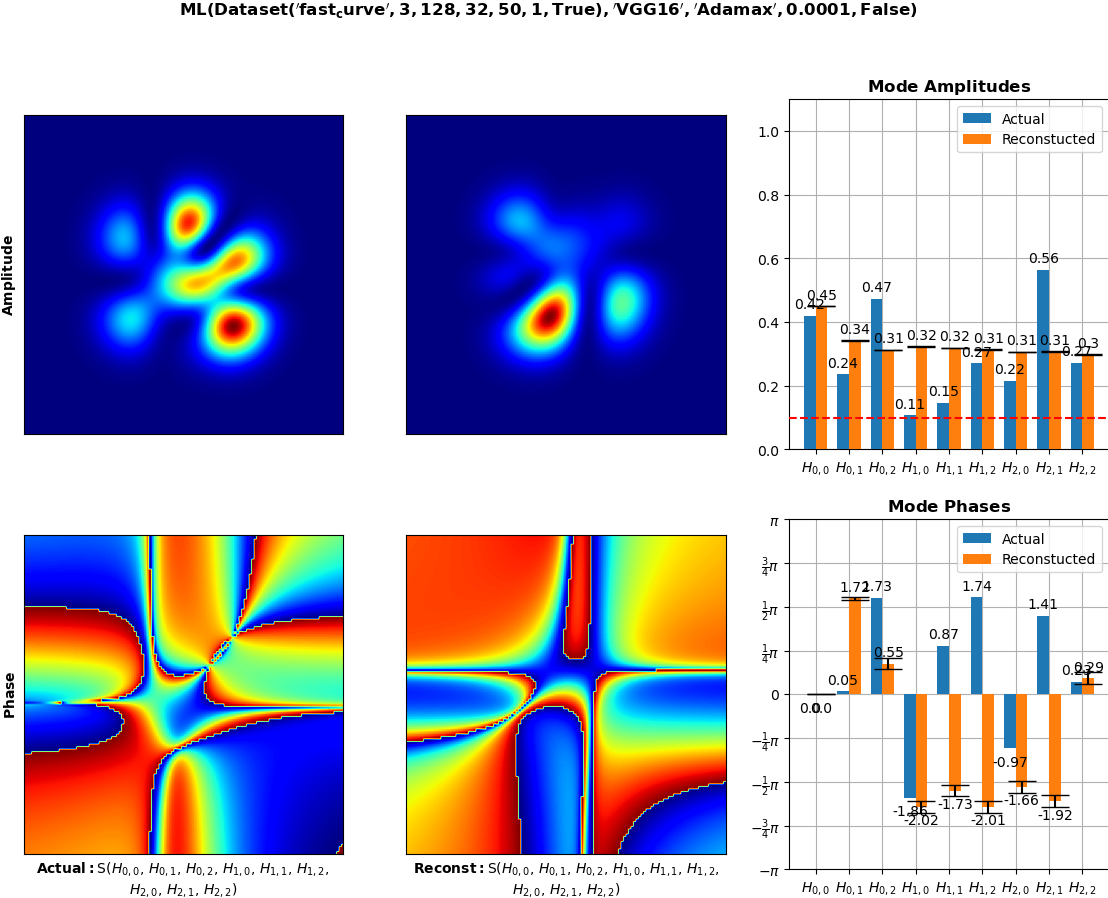 ML(Dataset('fast_curve', 3, 128, 32, 50, 1, True), 'VGG16', 'Adamax', 0.0001, False)
Amplitude
Mode Amplitudes
Actual
Reconstucted
1.0
0.8
0.6
0.4
0.2
0.0
0.42
0.45
0.24
0.34
0.47
0.31
0.11
0.32
0.15
0.32
0.27
0.31
0.22
0.31
0.56
0.31
0.27
0.3
H0,0 H0,1 H0,2 H1,0 H1,1 H1,2 H2,0 H2,1 H2,2
Phase
Actual: S(H0,0, H0,1, H0,2, H1,0, H1,1, H1,2,
H2,0, H2,1, H2,2)
Reconst: S(H0,0, H0,1, H0,2, H1,0, H1,1, H1,2,
H2,0, H2,1, H2,2)
Mode Phases
Actual
Reconstucted
π
3/4π
1/2π
1/4π
0
−1/4π
−1/2π
−3/4π
−π
0.0
0.0
0.05
1.72
1.73
0.55
-1.86
-2.02
0.87
-1.73
1.74
-2.01
-0.97
-1.66
1.41
-1.92
0.29
H0,0 H0,1 H0,2 H1,0 H1,1 H1,2 H2,0 H2,1 H2,2